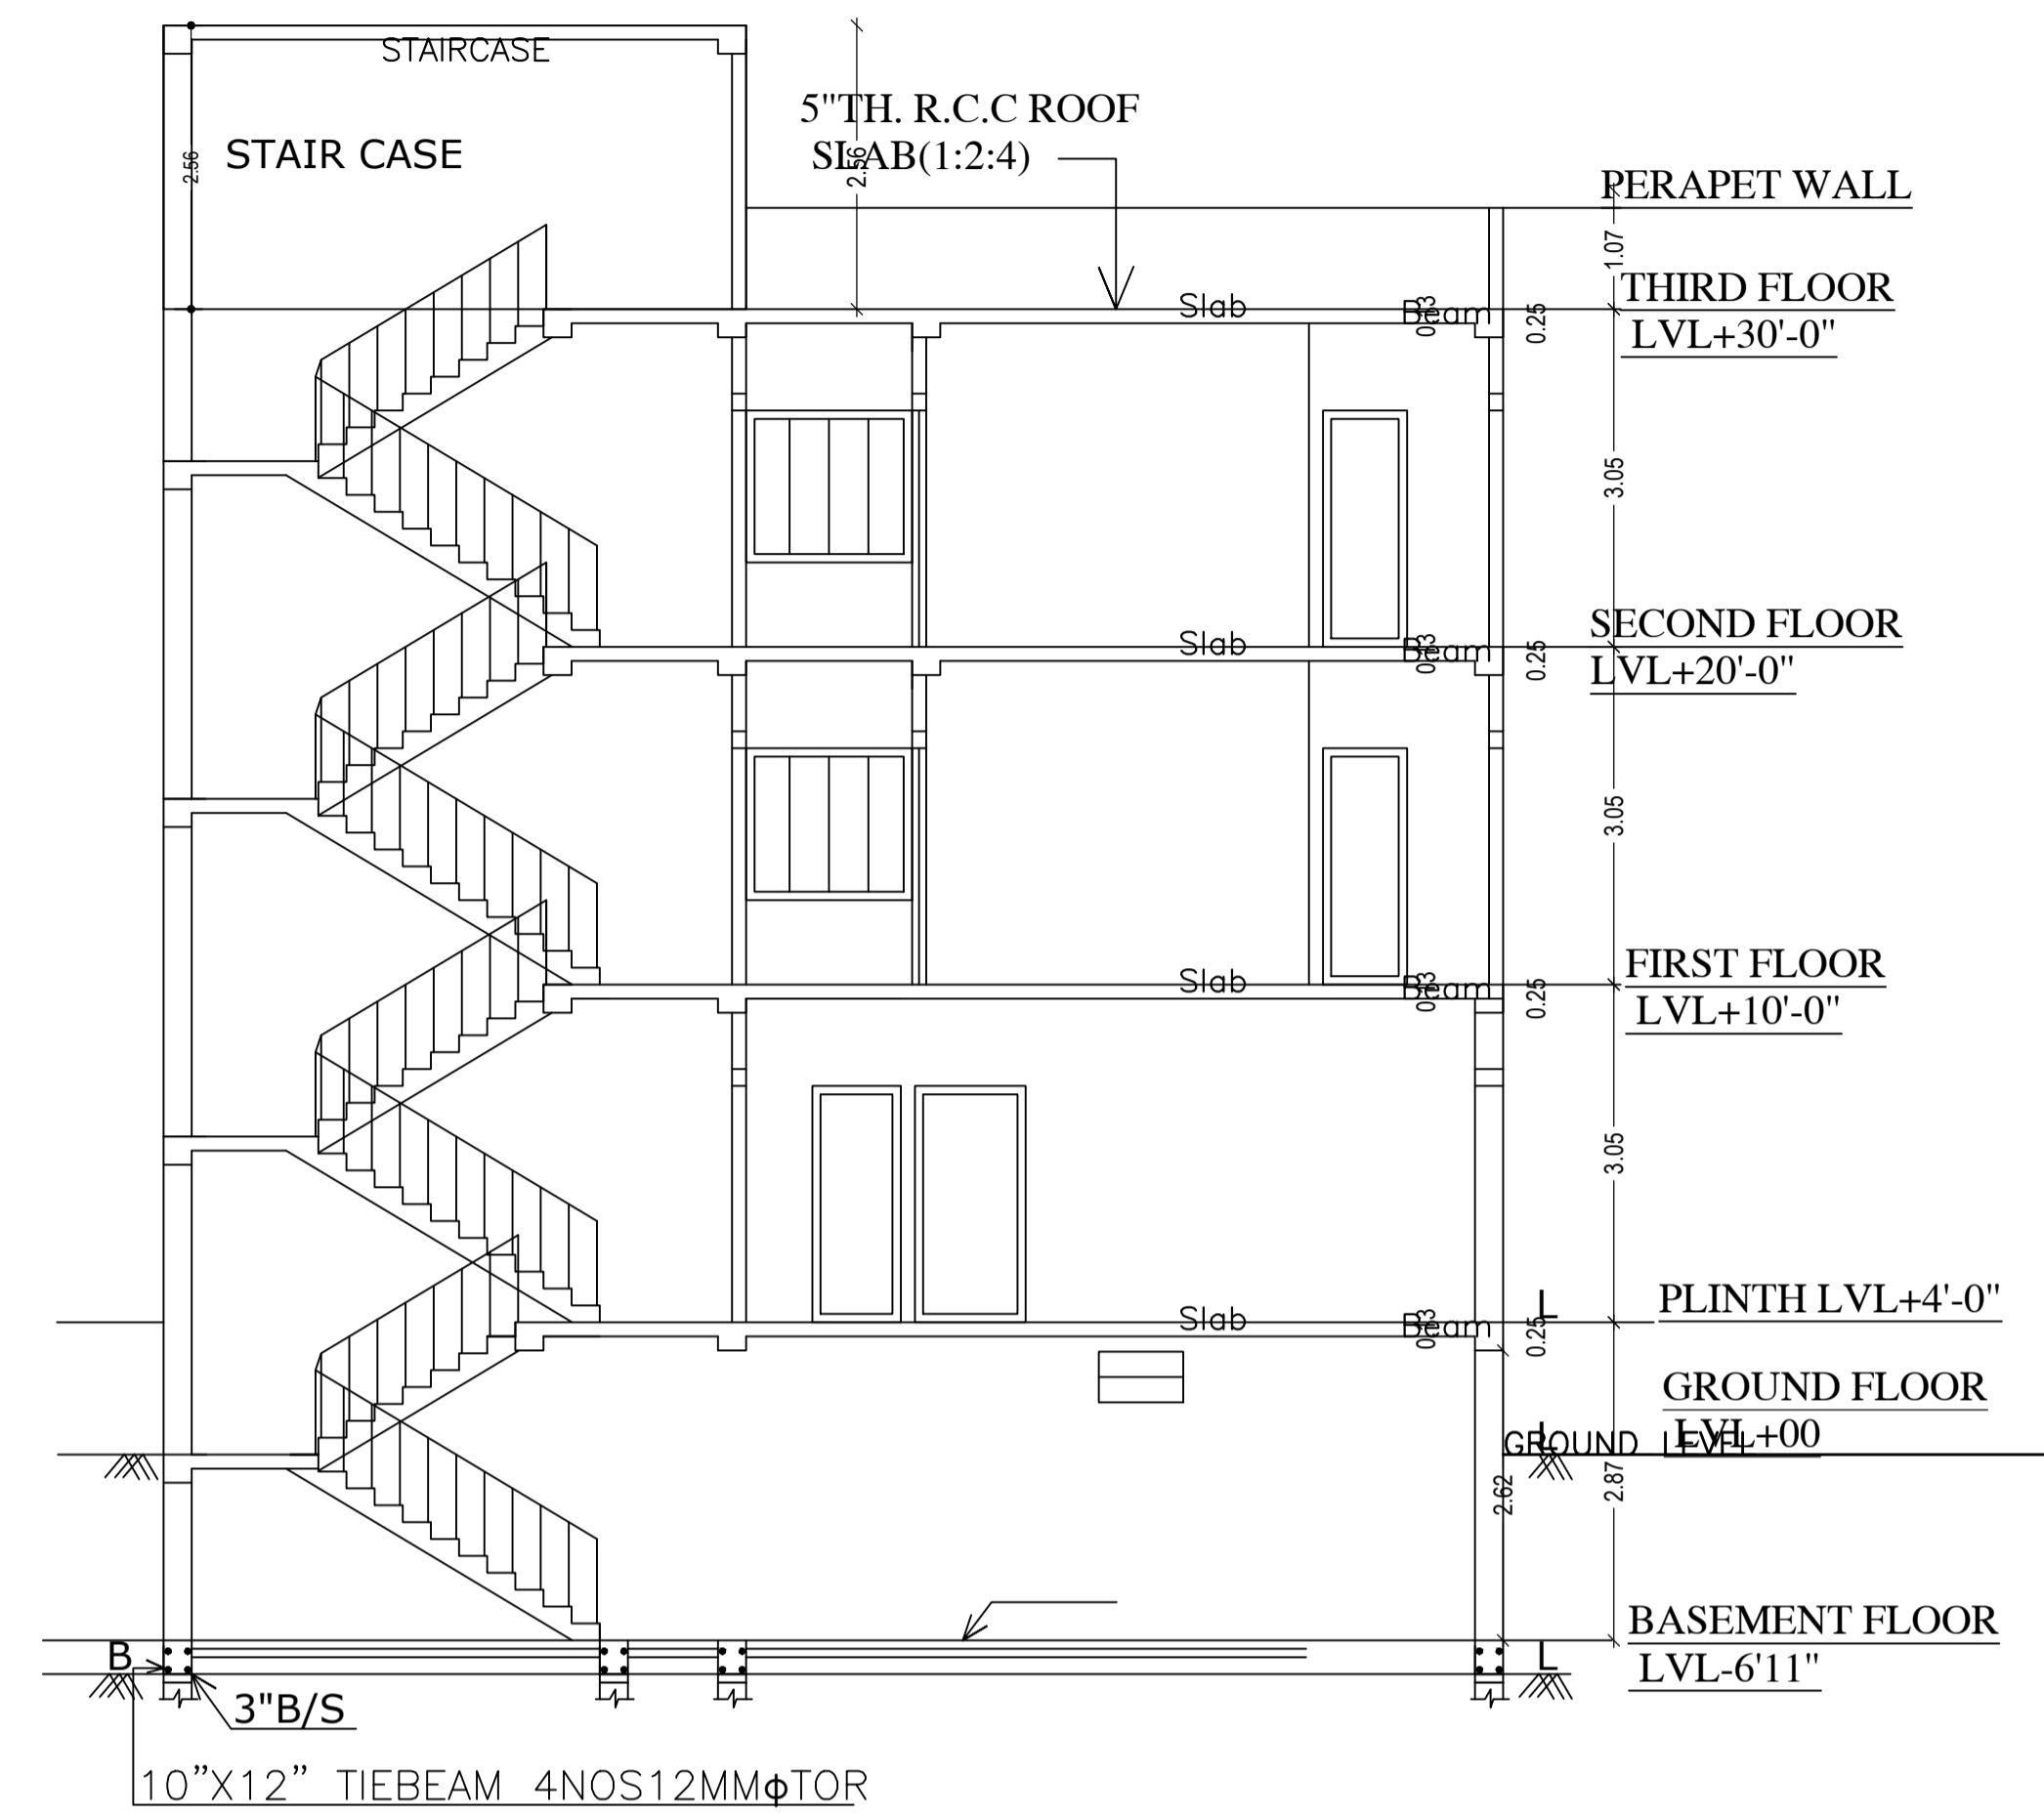 STAIRCASE
5"TH. R.C.C ROOF
SLAB(1:2:4)
2.56
STAIR CASE
2.56
PERAPET WALL
1.07
THIRD FLOOR
LVL+30'-0"
Slab
Beam
0.13
0.25
3.05
SECOND FLOOR
LVL+20'-0"
Slab
Beam
0.13
0.25
3.05
FIRST FLOOR
LVL+10'-0"
Slab
Beam
0.13
0.25
3.05
PLINTH LVL+4'-0"
L
Slab
Beam
0.13
0.25
GROUND FLOOR
LVL+00
L
GROUND LEVEL
2.62
2.87
BASEMENT FLOOR
LVL-6'11"
B
L
3"B/S
10”X12” TIEBEAM 4NOS12MMϕTOR